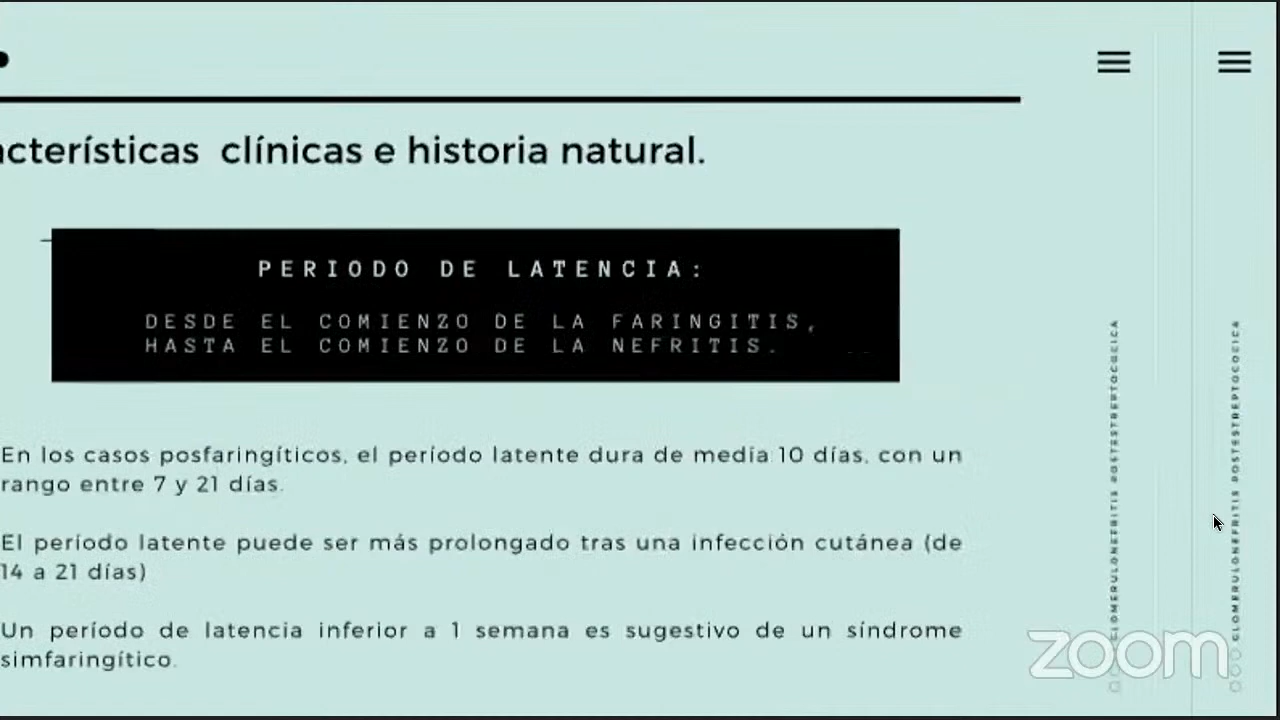 acterísticas clínicas e historia natural.
PERIODO DE LATENCIA:
DESDE EL COMIENZO DE LA FARINGITIS,
HASTA EL COMIENZO DE LA NEFRITIS.
En los casos posfaringíticos, el período latente dura de media 10 días, con un
rango entre 7 y 21 días.
El período latente puede ser más prolongado tras una infección cutánea (de
14 a 21 días)
Un período de latencia inferior a 1 semana es sugestivo de un síndrome
simfaringítico.
GLOMERULONEFRITIS POSTESTREPTOCOCICA
GLOMERULONEFRITIS POSTESTREPTOCOCICA
zoom